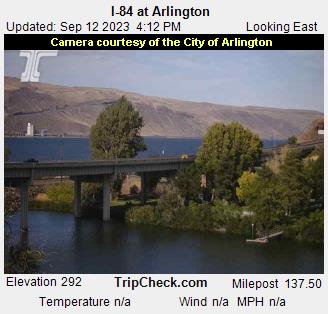 I-84 at Arlington
Updated: Sep 12 2023 4:12 PM Looking East
Camera courtesy of the City of Arlington
Elevation 292 TripCheck.com Milepost 137.50
Temperature n/a Wind n/a MPH n/a